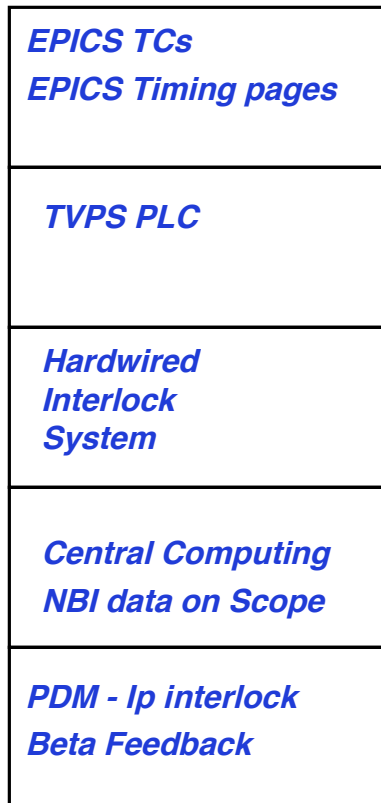 EPICS TCs
EPICS Timing pages
TVPS PLC
Hardwired
Interlock
System
Central Computing
NBI data on Scope
PDM - Ip interlock
Beta Feedback